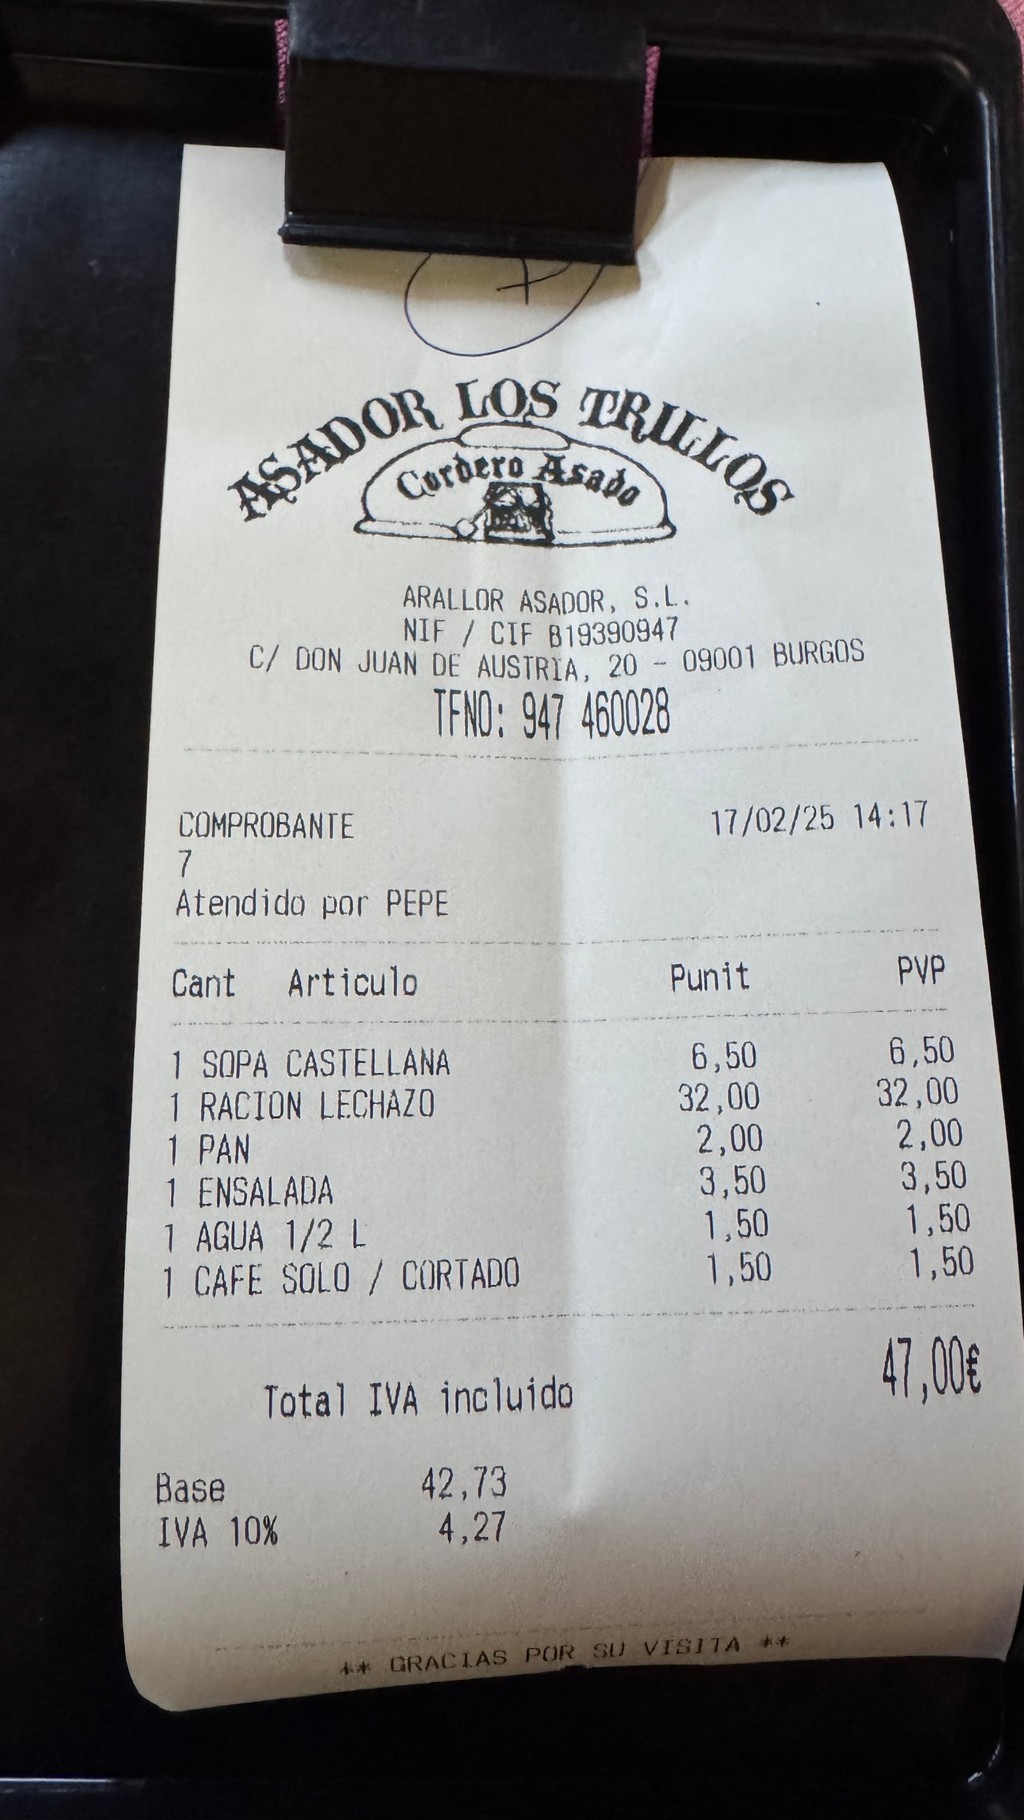 ASADOR LOS TRILLOS
Cordero Asado
ARALLOR ASADOR, S.L.
NIF / CIF B19390947
C/ DON JUAN DE AUSTRIA, 20 - 09001 BURGOS
TFNO: 947 460028
COMPROBANTE 17/02/25 14:17
7
Atendido por PEPE
Cant Articulo Punit PVP
1 SOPA CASTELLANA 6,50 6,50
1 RACION LECHAZO 32,00 32,00
1 PAN 2,00 2,00
1 ENSALADA 3,50 3,50
1 AGUA 1/2 L 1,50 1,50
1 CAFE SOLO / CORTADO 1,50 1,50
Total IVA incluido 47,00€
Base 42,73
IVA 10% 4,27
** GRACIAS POR SU VISITA **